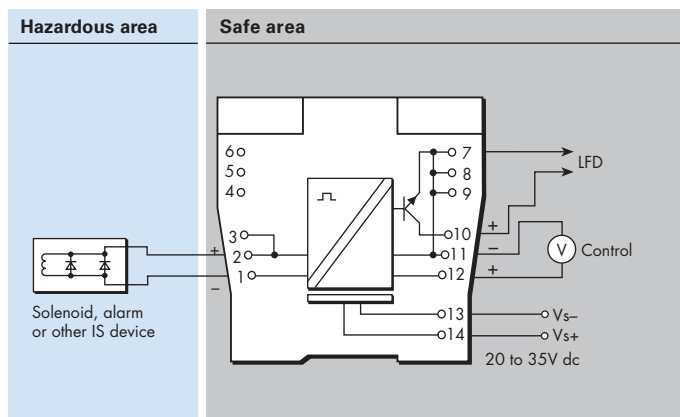 Hazardous area
Safe area
6
5
4
3
2
1
7
8
9
10
11
12
13
14
+
−
+
−
+
LFD
V
Control
Vs−
Vs+
20 to 35V dc
Solenoid, alarm
or other IS device